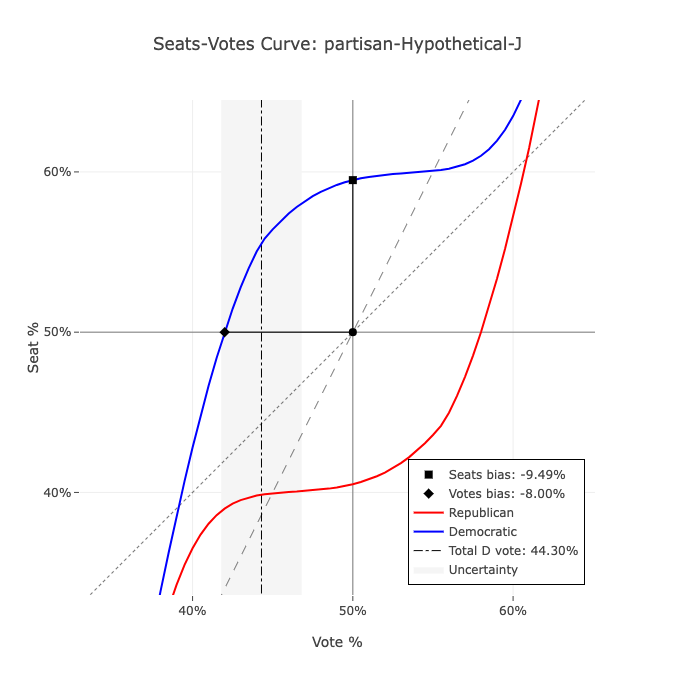 Seats-Votes Curve: partisan-Hypothetical-J
60%
50%
40%
Seat %
40%
50%
60%
Vote %
Seats bias: -9.49%
Votes bias: -8.00%
Republican
Democratic
Total D vote: 44.30%
Uncertainty